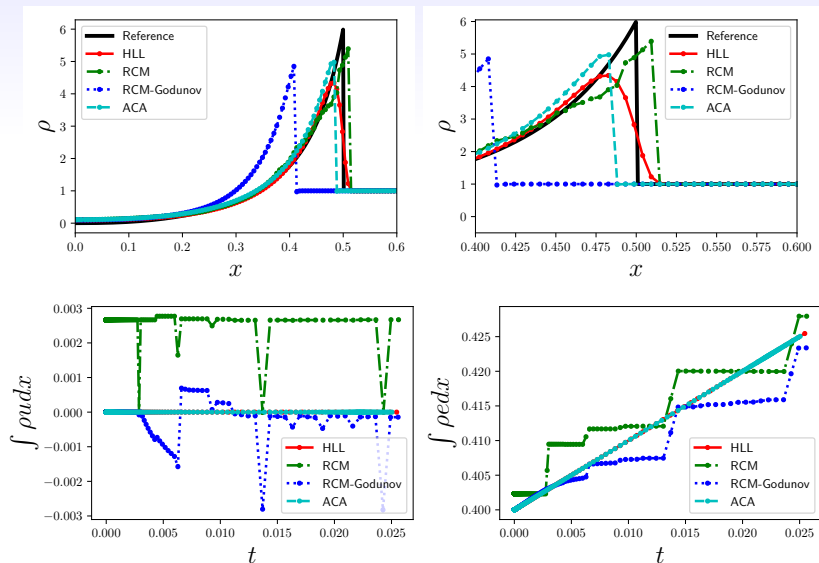 6
5
4
3
2
1
0
ρ
Reference
HLL
RCM
RCM-Godunov
ACA
0.0 0.1 0.2 0.3 0.4 0.5 0.6
x
6
5
4
3
2
1
0
ρ
Reference
HLL
RCM
RCM-Godunov
ACA
0.400 0.425 0.450 0.475 0.500 0.525 0.550 0.575 0.600
x
0.003
0.002
0.001
0.000
−0.001
−0.002
−0.003
∫ ρudx
HLL
RCM
RCM-Godunov
ACA
0.000 0.005 0.010 0.015 0.020 0.025
t
0.425
0.420
0.415
0.410
0.405
0.400
∫ ρedx
HLL
RCM
RCM-Godunov
ACA
0.000 0.005 0.010 0.015 0.020 0.025
t